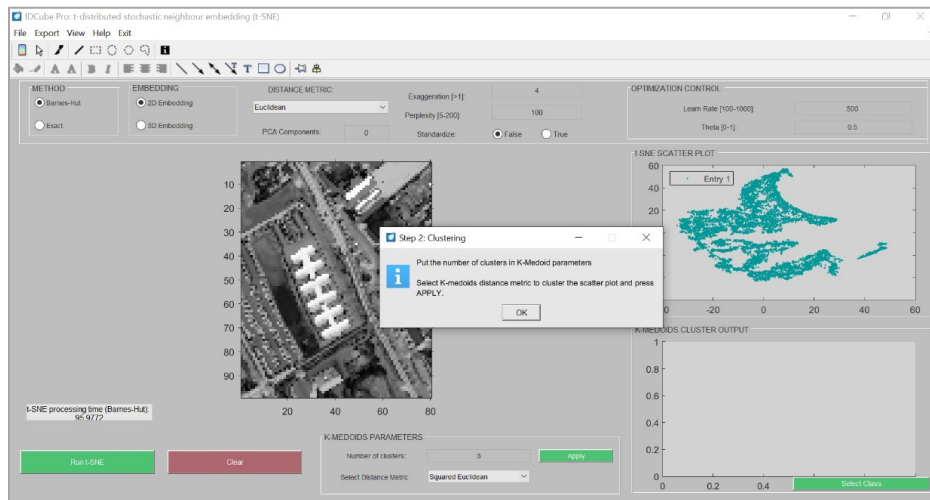 IDCube Pro: t-distributed stochastic neighbour embedding (t-SNE)
File Export View Help Exit
METHOD
Barnes-Hut
Exact
EMBEDDING
2D Embedding
3D Embedding
DISTANCE METRIC:
Euclidean
PCA Components: 0
Exaggeration [>1]: 4
Perplexity [5-200]: 100
Standardize: False True
OPTIMIZATION CONTROL
Learn Rate [100-1000]: 500
Theta [0-1]: 0.5
10
20
30
40
50
60
70
80
90
20 40 60 80
t-SNE SCATTER PLOT
Entry 1
60
40
20
-20 0 20 40 60
Step 2: Clustering
Put the number of clusters in K-Medoid parameters
Select K-medoids distance metric to cluster the scatter plot and press
APPLY.
OK
K-MEDOIDS CLUSTER OUTPUT
1
0.8
0.6
0.4
0.2
0
0 0.2 0.4
Select Class
t-SNE processing time (Barnes-Hut):
95.9772
Run t-SNE
Clear
K-MEDOIDS PARAMETERS
Number of clusters: 3 Apply
Select Distance Metric: Squared Euclidean